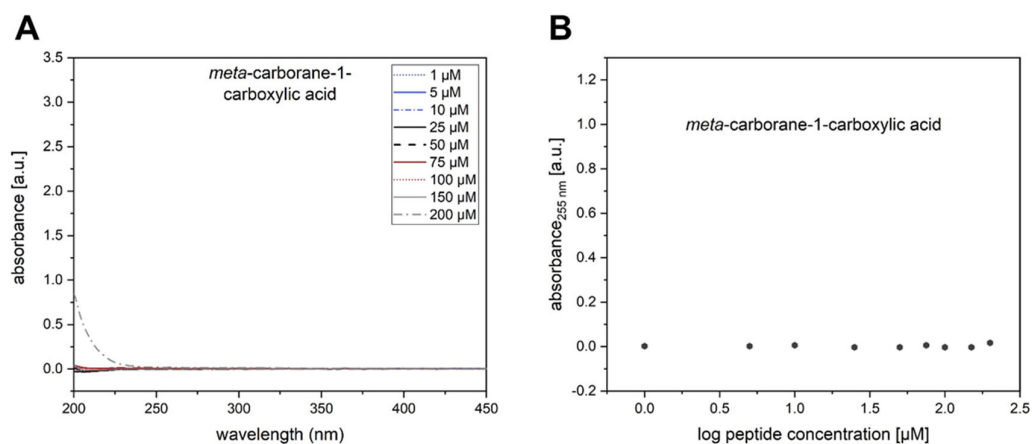 A
meta-carborane-1-
carboxylic acid
1 µM
5 µM
10 µM
25 µM
50 µM
75 µM
100 µM
150 µM
200 µM
3.5
3.0
2.5
2.0
1.5
1.0
0.5
0.0
absorbance [a.u.]
200
250
300
350
400
450
wavelength (nm)
B
meta-carborane-1-carboxylic acid
1.2
1.0
0.8
0.6
0.4
0.2
0.0
-0.2
absorbance255 nm [a.u.]
0.0
0.5
1.0
1.5
2.0
2.5
log peptide concentration [µM]